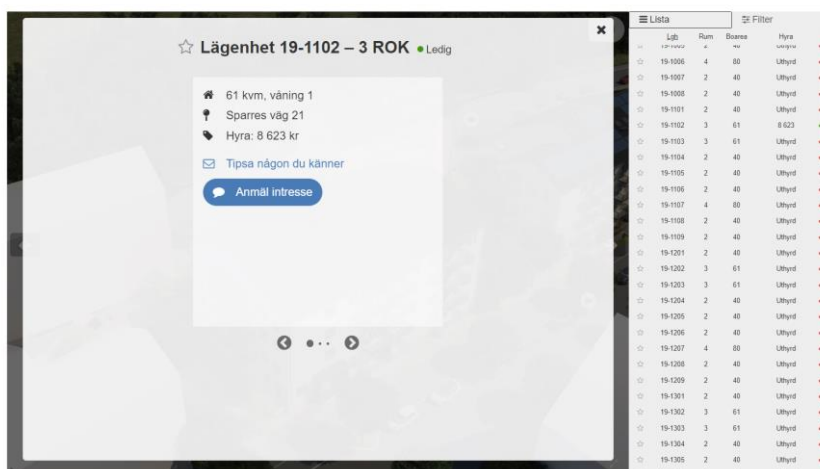 Lägenhet 19-1102 – 3 ROK ● Ledig
61 kvm, våning 1
Sparres väg 21
Hyra: 8 623 kr
Tipsa någon du känner
Anmäl intresse
Lista
Filter
Lgh Rum Boarea Hyra
19-1005 2 40 Uthyrd
19-1006 4 80 Uthyrd
19-1007 2 40 Uthyrd
19-1008 2 40 Uthyrd
19-1101 2 40 Uthyrd
19-1102 3 61 8 623
19-1103 3 61 Uthyrd
19-1104 2 40 Uthyrd
19-1105 2 40 Uthyrd
19-1106 2 40 Uthyrd
19-1107 4 80 Uthyrd
19-1108 2 40 Uthyrd
19-1109 2 40 Uthyrd
19-1201 2 40 Uthyrd
19-1202 3 61 Uthyrd
19-1203 3 61 Uthyrd
19-1204 2 40 Uthyrd
19-1205 2 40 Uthyrd
19-1206 2 40 Uthyrd
19-1207 4 80 Uthyrd
19-1208 2 40 Uthyrd
19-1209 2 40 Uthyrd
19-1301 2 40 Uthyrd
19-1302 3 61 Uthyrd
19-1303 3 61 Uthyrd
19-1304 2 40 Uthyrd
19-1305 2 40 Uthyrd